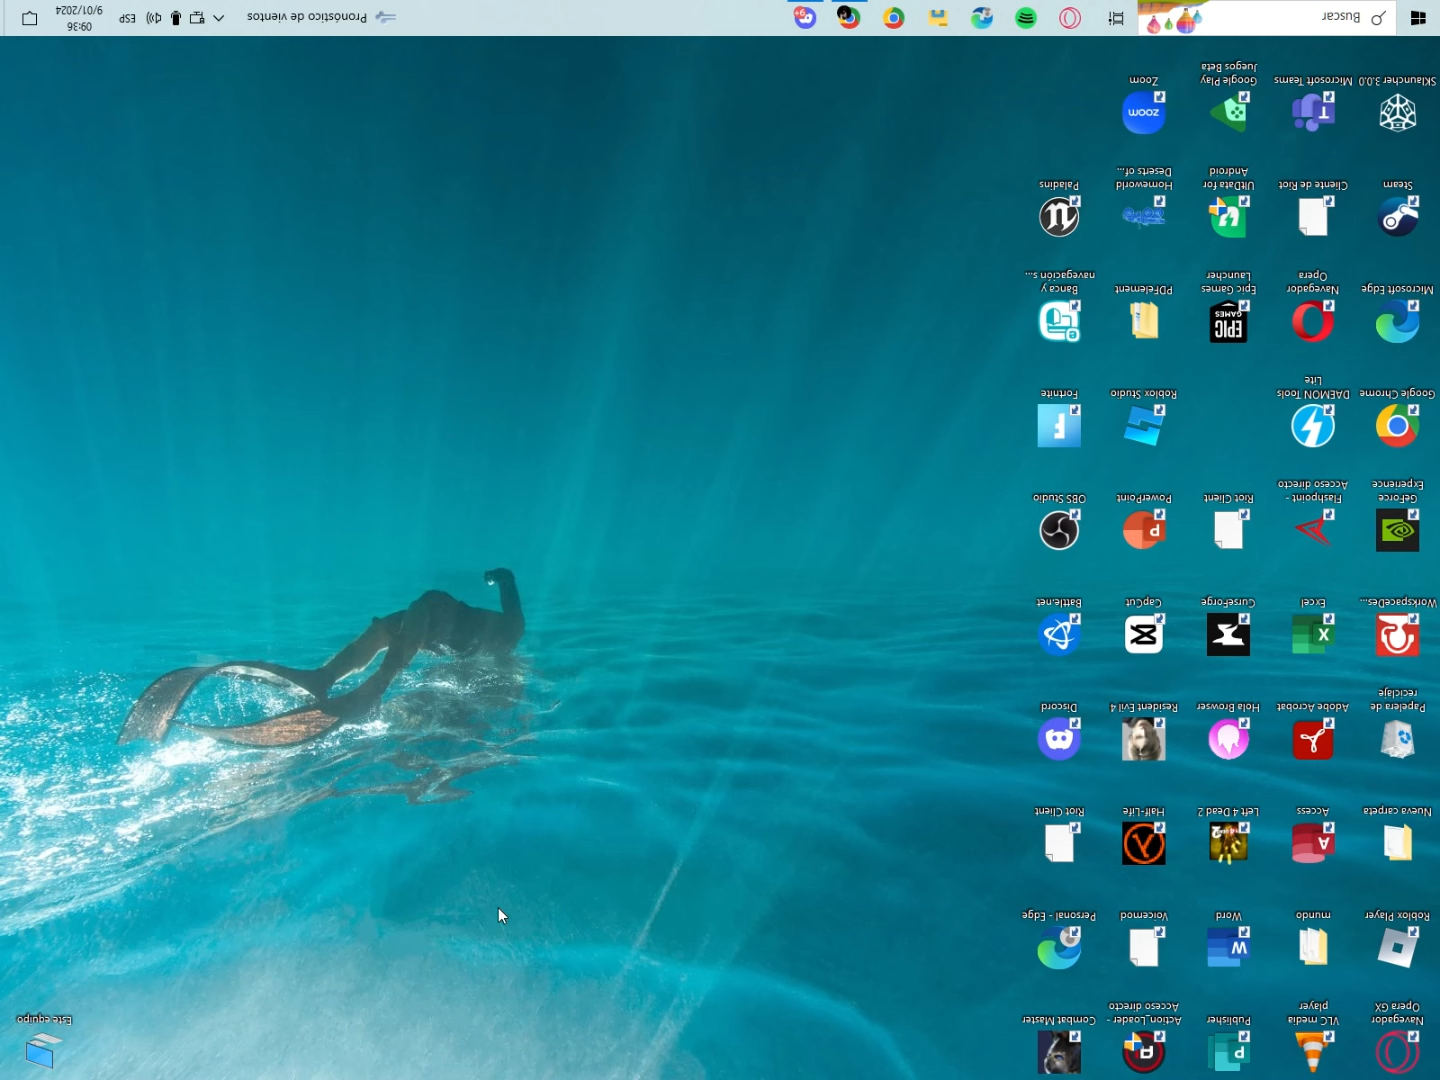 Navegador
Opera GX
VLC media
player
Publisher
Action_Loader -
Acceso directo
Combat Master
Este equipo
Roblox Player
mundo
Word
Voicemod
Personal - Edge
Nueva carpeta
Access
Left 4 Dead 2
Half-Life
Riot Client
Papelera de
reciclaje
Adobe Acrobat
Hola Browser
Resident Evil 4
Discord
WorkspaceDes...
Excel
CurseForge
CapCut
Battle.net
GeForce
Experience
Flashpoint -
Acceso directo
Riot Client
PowerPoint
OBS Studio
Google Chrome
DAEMON Tools
Lite
Roblox Studio
Fortnite
Microsoft Edge
Navegador
Opera
EPIC
GAMES
Epic Games
Launcher
PDFelement
Banca y
navegación s...
Steam
Cliente de Riot
UltData for
Android
Homeworld
Deserts of...
Paladins
SKlauncher 3.0.0
Microsoft Teams
Google Play
Juegos Beta
zoom
Zoom
Buscar
Pronóstico de vientos
ESP
09:36
9/01/2024